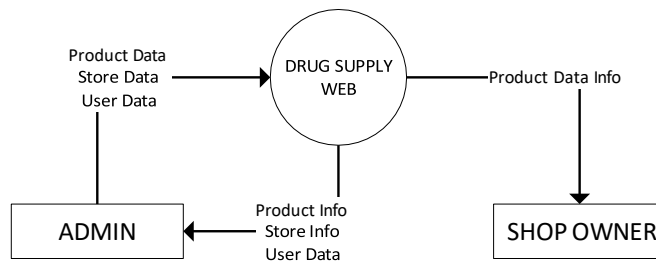 Product Data
Store Data
User Data
DRUG SUPPLY
WEB
Product Data Info
ADMIN
Product Info
Store Info
User Data
SHOP OWNER